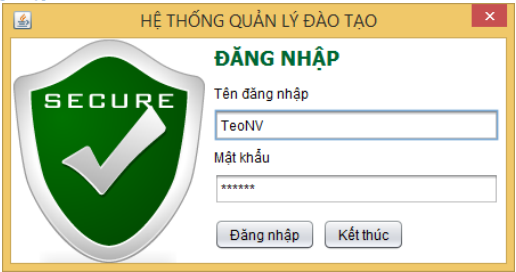 HỆ THỐNG QUẢN LÝ ĐÀO TẠO
SECURE
ĐĂNG NHẬP
Tên đăng nhập
TeoNV
Mật khẩu
******
Đăng nhập
Kết thúc